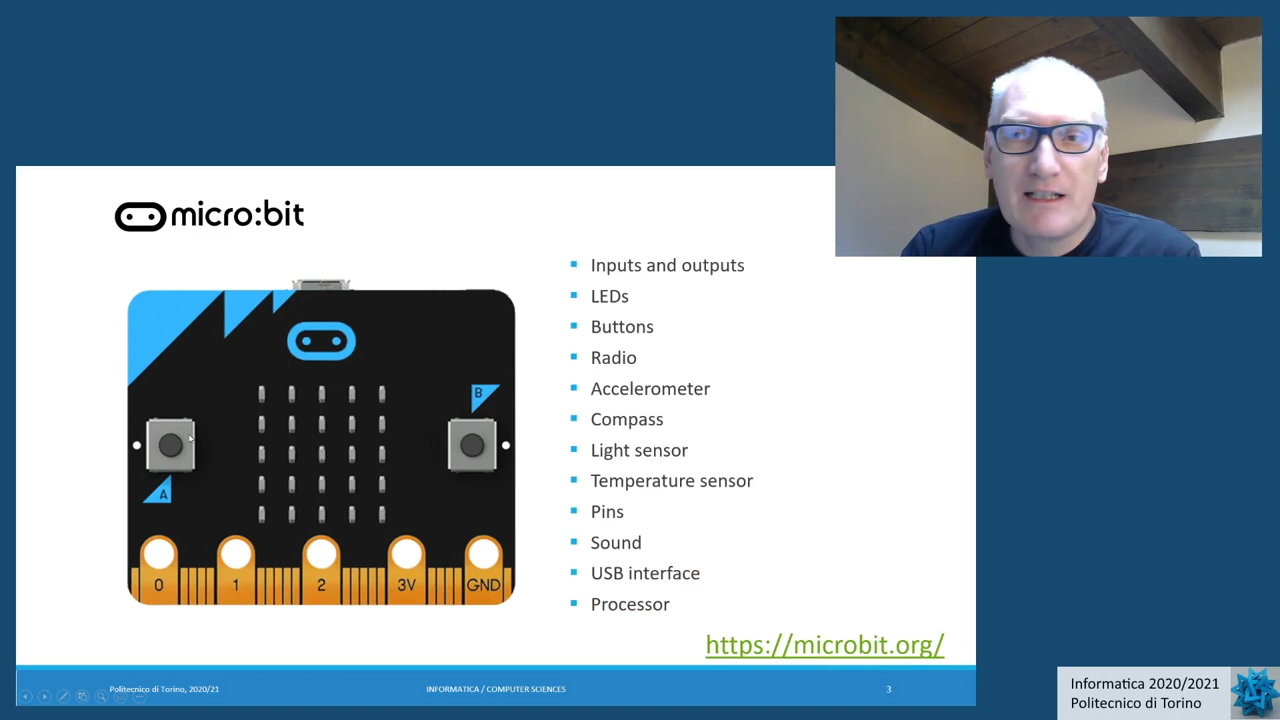 micro:bit
Inputs and outputs
LEDs
Buttons
Radio
Accelerometer
Compass
Light sensor
Temperature sensor
Pins
Sound
USB interface
Processor
B
A
0 1 2 3V GND
https://microbit.org/
Politecnico di Torino, 2020/21 INFORMATICA / COMPUTER SCIENCES 3
Informatica 2020/2021
Politecnico di Torino